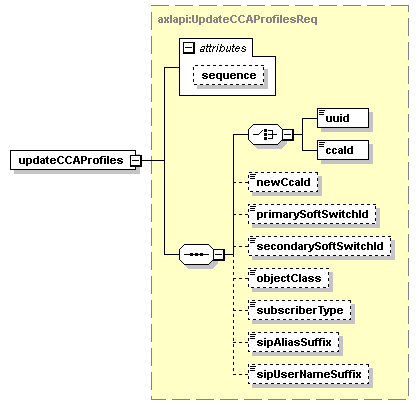 axlapi:UpdateCCAProfilesReq
attributes
sequence
updateCCAProfiles
uuid
ccaId
newCcaId
primarySoftSwitchId
secondarySoftSwitchId
objectClass
subscriberType
sipAliasSuffix
sipUserNameSuffix